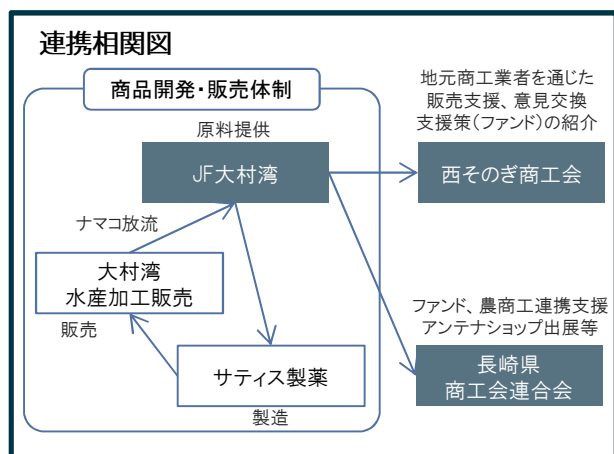 連携相関図
商品開発・販売体制
原料提供
JF大村湾
ナマコ放流
大村湾
水産加工販売
販売
サティス製薬
製造
地元商工業者を通じた
販売支援、意見交換
支援策(ファンド)の紹介
西そのぎ商工会
ファンド、農商工連携支援
アンテナショップ出展等
長崎県
商工会連合会